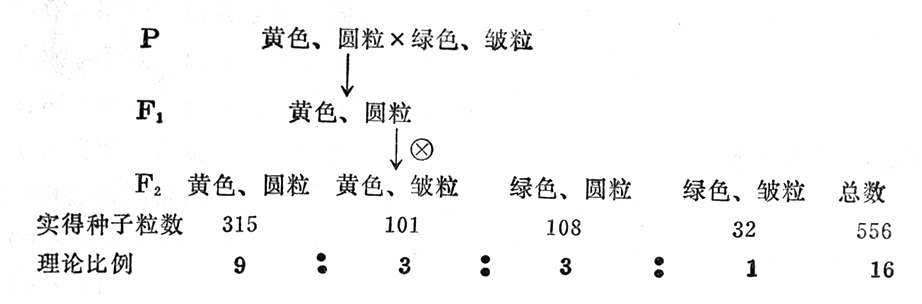 P 黄色、圆粒×绿色、皱粒
↓
F₁ 黄色、圆粒
↓⊗
F₂ 黄色、圆粒 黄色、皱粒 绿色、圆粒 绿色、皱粒 总数
实得种子粒数 315 101 108 32 556
理论比例 9 : 3 : 3 : 1 16